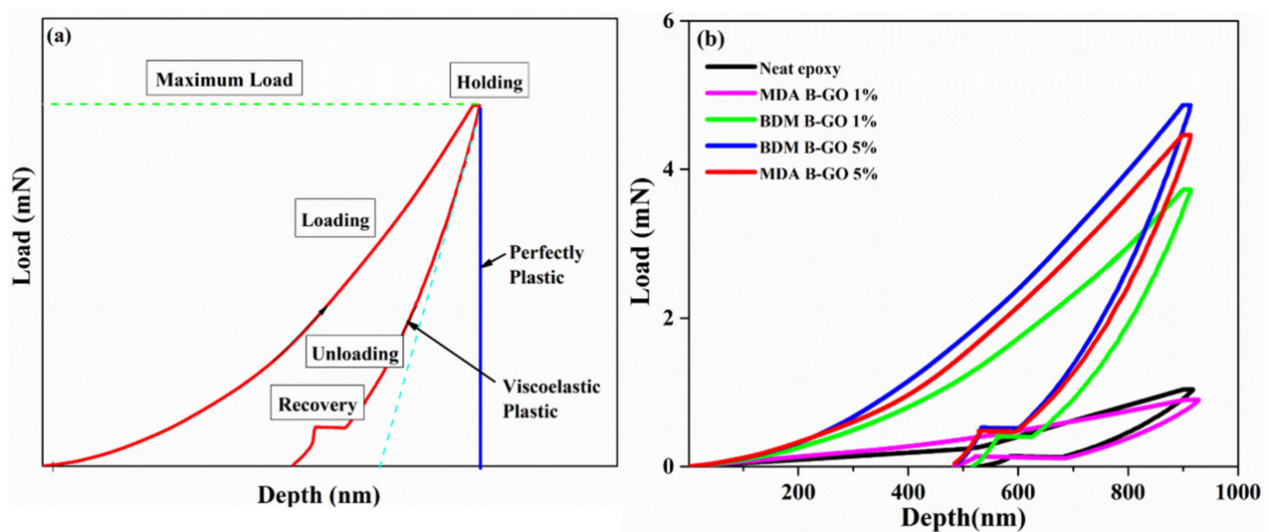 (a)
Maximum Load
Holding
Loading
Perfectly
Plastic
Unloading
Viscoelastic
Plastic
Recovery
Load (mN)
Depth (nm)
(b)
Neat epoxy
MDA B-GO 1%
BDM B-GO 1%
BDM B-GO 5%
MDA B-GO 5%
6
4
2
0
Load (mN)
200 400 600 800 1000
Depth(nm)